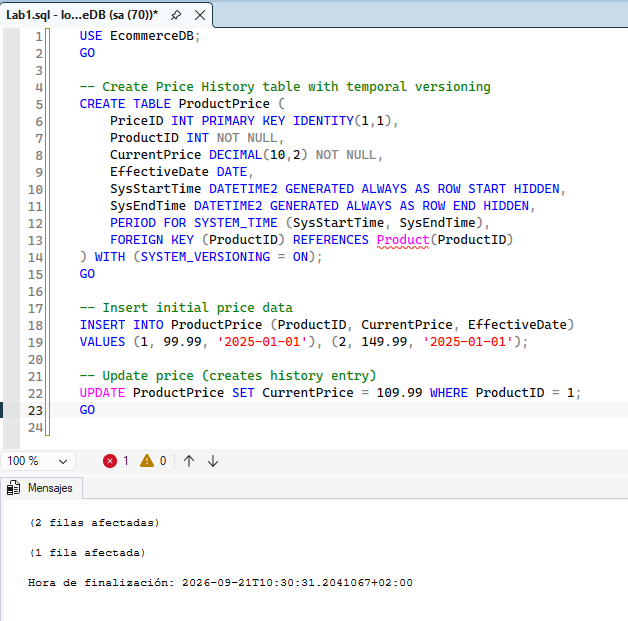 Lab1.sql - lo...eDB (sa (70))*
1 USE EcommerceDB;
2 GO
3
4 -- Create Price History table with temporal versioning
5 CREATE TABLE ProductPrice (
6 PriceID INT PRIMARY KEY IDENTITY(1,1),
7 ProductID INT NOT NULL,
8 CurrentPrice DECIMAL(10,2) NOT NULL,
9 EffectiveDate DATE,
10 SysStartTime DATETIME2 GENERATED ALWAYS AS ROW START HIDDEN,
11 SysEndTime DATETIME2 GENERATED ALWAYS AS ROW END HIDDEN,
12 PERIOD FOR SYSTEM_TIME (SysStartTime, SysEndTime),
13 FOREIGN KEY (ProductID) REFERENCES Product(ProductID)
14 ) WITH (SYSTEM_VERSIONING = ON);
15 GO
16
17 -- Insert initial price data
18 INSERT INTO ProductPrice (ProductID, CurrentPrice, EffectiveDate)
19 VALUES (1, 99.99, '2025-01-01'), (2, 149.99, '2025-01-01');
20
21 -- Update price (creates history entry)
22 UPDATE ProductPrice SET CurrentPrice = 109.99 WHERE ProductID = 1;
23 GO
24
100 % 1 0
Mensajes
(2 filas afectadas)
(1 fila afectada)
Hora de finalización: 2026-09-21T10:30:31.2041067+02:00